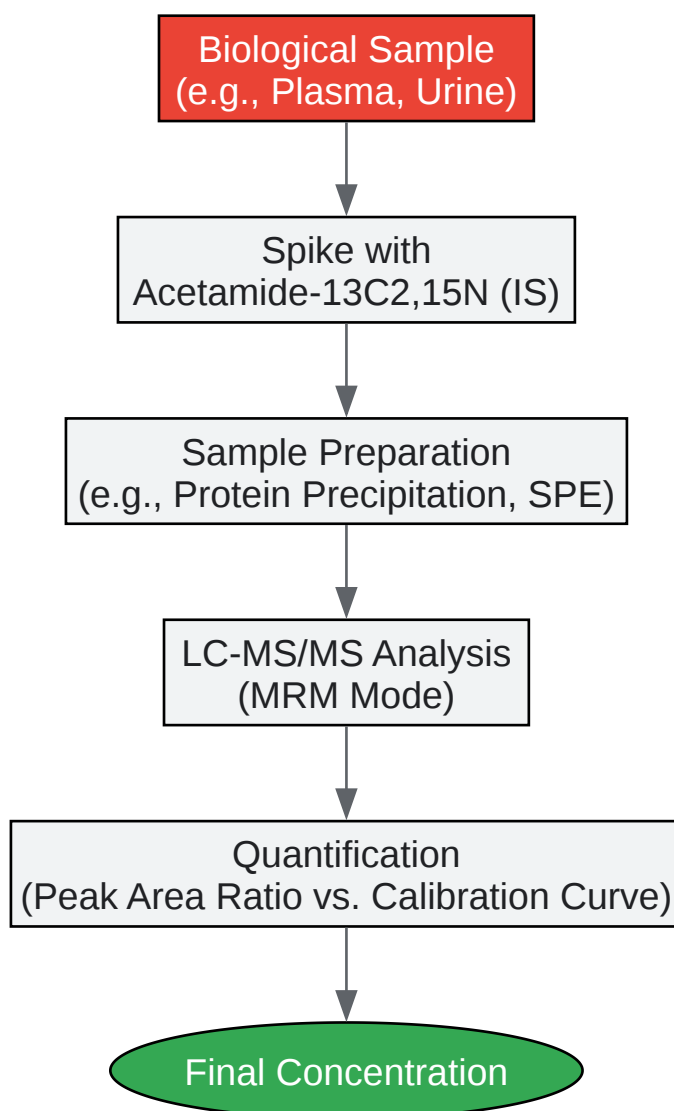 Biological Sample
(e.g., Plasma, Urine)
Spike with
Acetamide-13C2,15N (IS)
Sample Preparation
(e.g., Protein Precipitation, SPE)
LC-MS/MS Analysis
(MRM Mode)
Quantification
(Peak Area Ratio vs. Calibration Curve)
Final Concentration